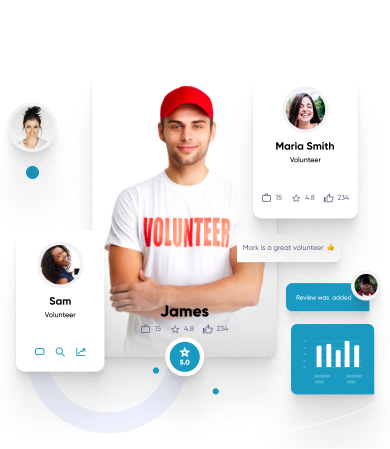 Maria Smith
Volunteer
15 4.8 234
VOLUNTEER
Mark is a great volunteer 👍
Sam
Volunteer
James
15 4.8 234
Review was added
5.0